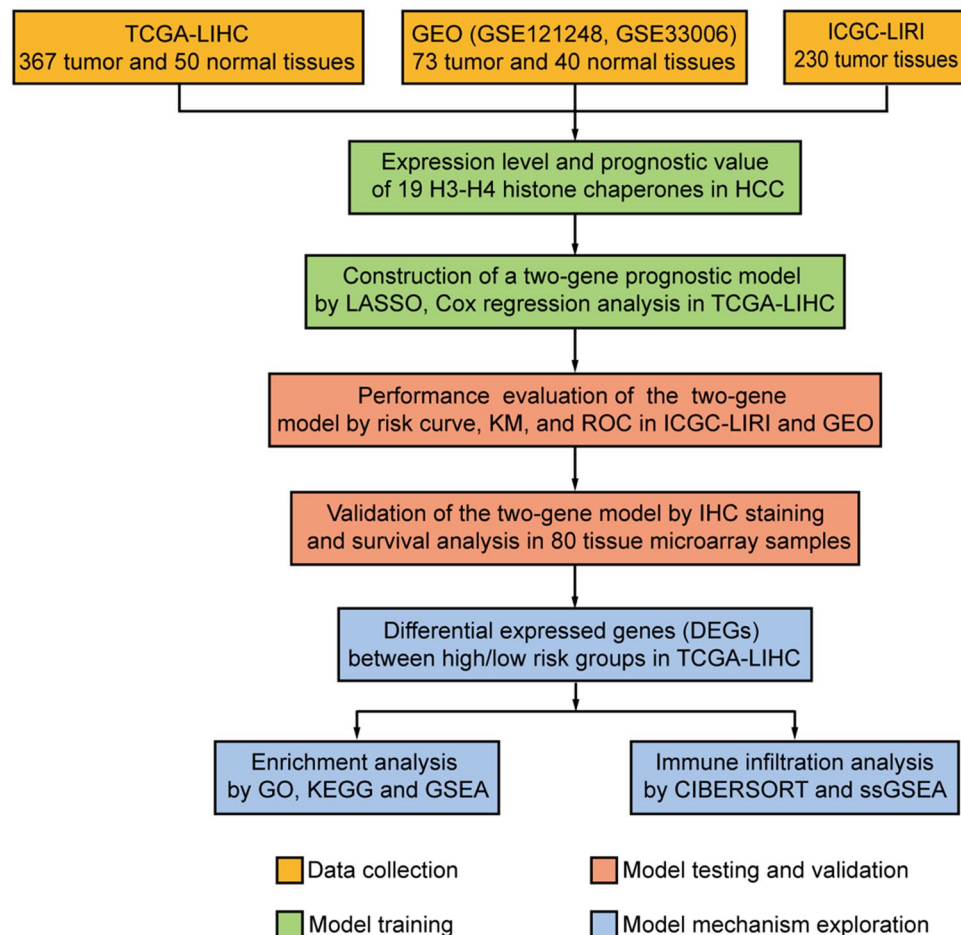 TCGA-LIHC
367 tumor and 50 normal tissues
GEO (GSE121248, GSE33006)
73 tumor and 40 normal tissues
ICGC-LIRI
230 tumor tissues
Expression level and prognostic value
of 19 H3-H4 histone chaperones in HCC
Construction of a two-gene prognostic model
by LASSO, Cox regression analysis in TCGA-LIHC
Performance evaluation of the two-gene
model by risk curve, KM, and ROC in ICGC-LIRI and GEO
Validation of the two-gene model by IHC staining
and survival analysis in 80 tissue microarray samples
Differential expressed genes (DEGs)
between high/low risk groups in TCGA-LIHC
Enrichment analysis
by GO, KEGG and GSEA
Immune infiltration analysis
by CIBERSORT and ssGSEA
Data collection
Model testing and validation
Model training
Model mechanism exploration